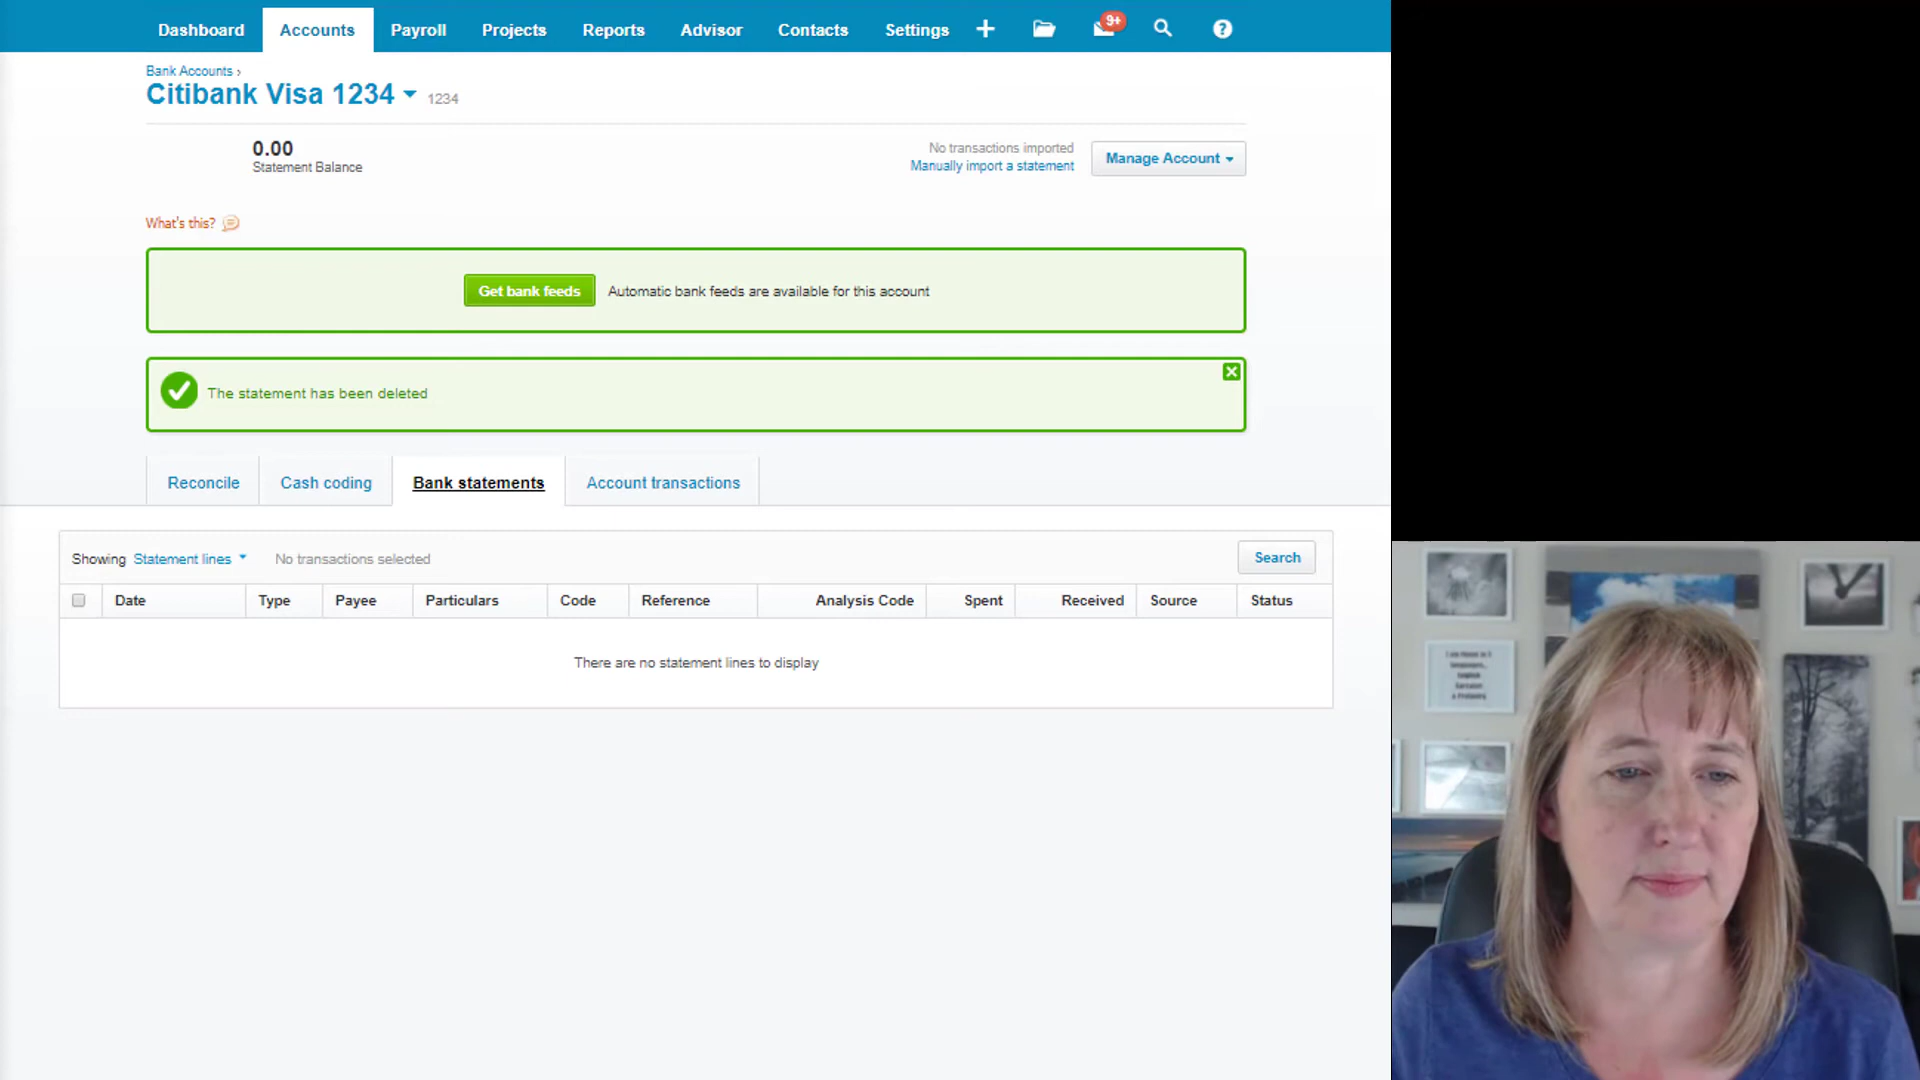 Dashboard Accounts Payroll Projects Reports Advisor Contacts Settings 9+
Bank Accounts ›
Citibank Visa 1234 1234
0.00
Statement Balance
No transactions imported
Manually import a statement
Manage Account
What's this?
Get bank feeds Automatic bank feeds are available for this account
The statement has been deleted
Reconcile Cash coding Bank statements Account transactions
Showing Statement lines No transactions selected Search
Date Type Payee Particulars Code Reference Analysis Code Spent Received Source Status
There are no statement lines to display